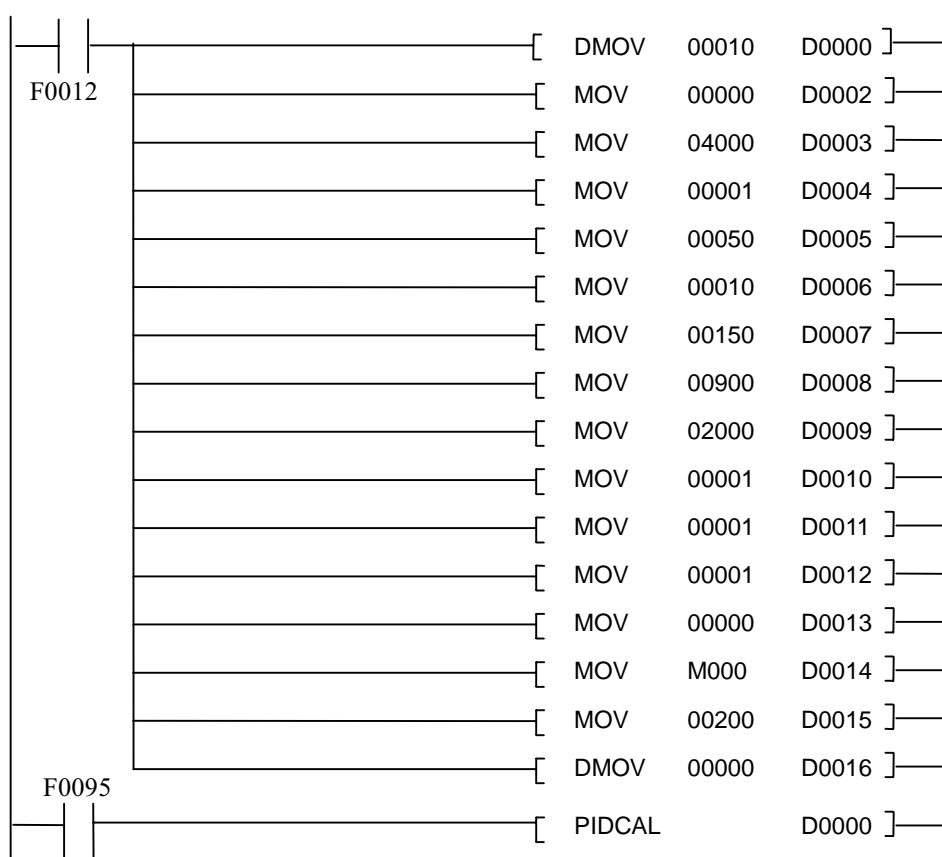 [ DMOV 00010 D0000 ]
F0012
[ MOV 00000 D0002 ]
[ MOV 04000 D0003 ]
[ MOV 00001 D0004 ]
[ MOV 00050 D0005 ]
[ MOV 00010 D0006 ]
[ MOV 00150 D0007 ]
[ MOV 00900 D0008 ]
[ MOV 02000 D0009 ]
[ MOV 00001 D0010 ]
[ MOV 00001 D0011 ]
[ MOV 00001 D0012 ]
[ MOV 00000 D0013 ]
[ MOV M000 D0014 ]
[ MOV 00200 D0015 ]
[ DMOV 00000 D0016 ]
F0095
[ PIDCAL D0000 ]